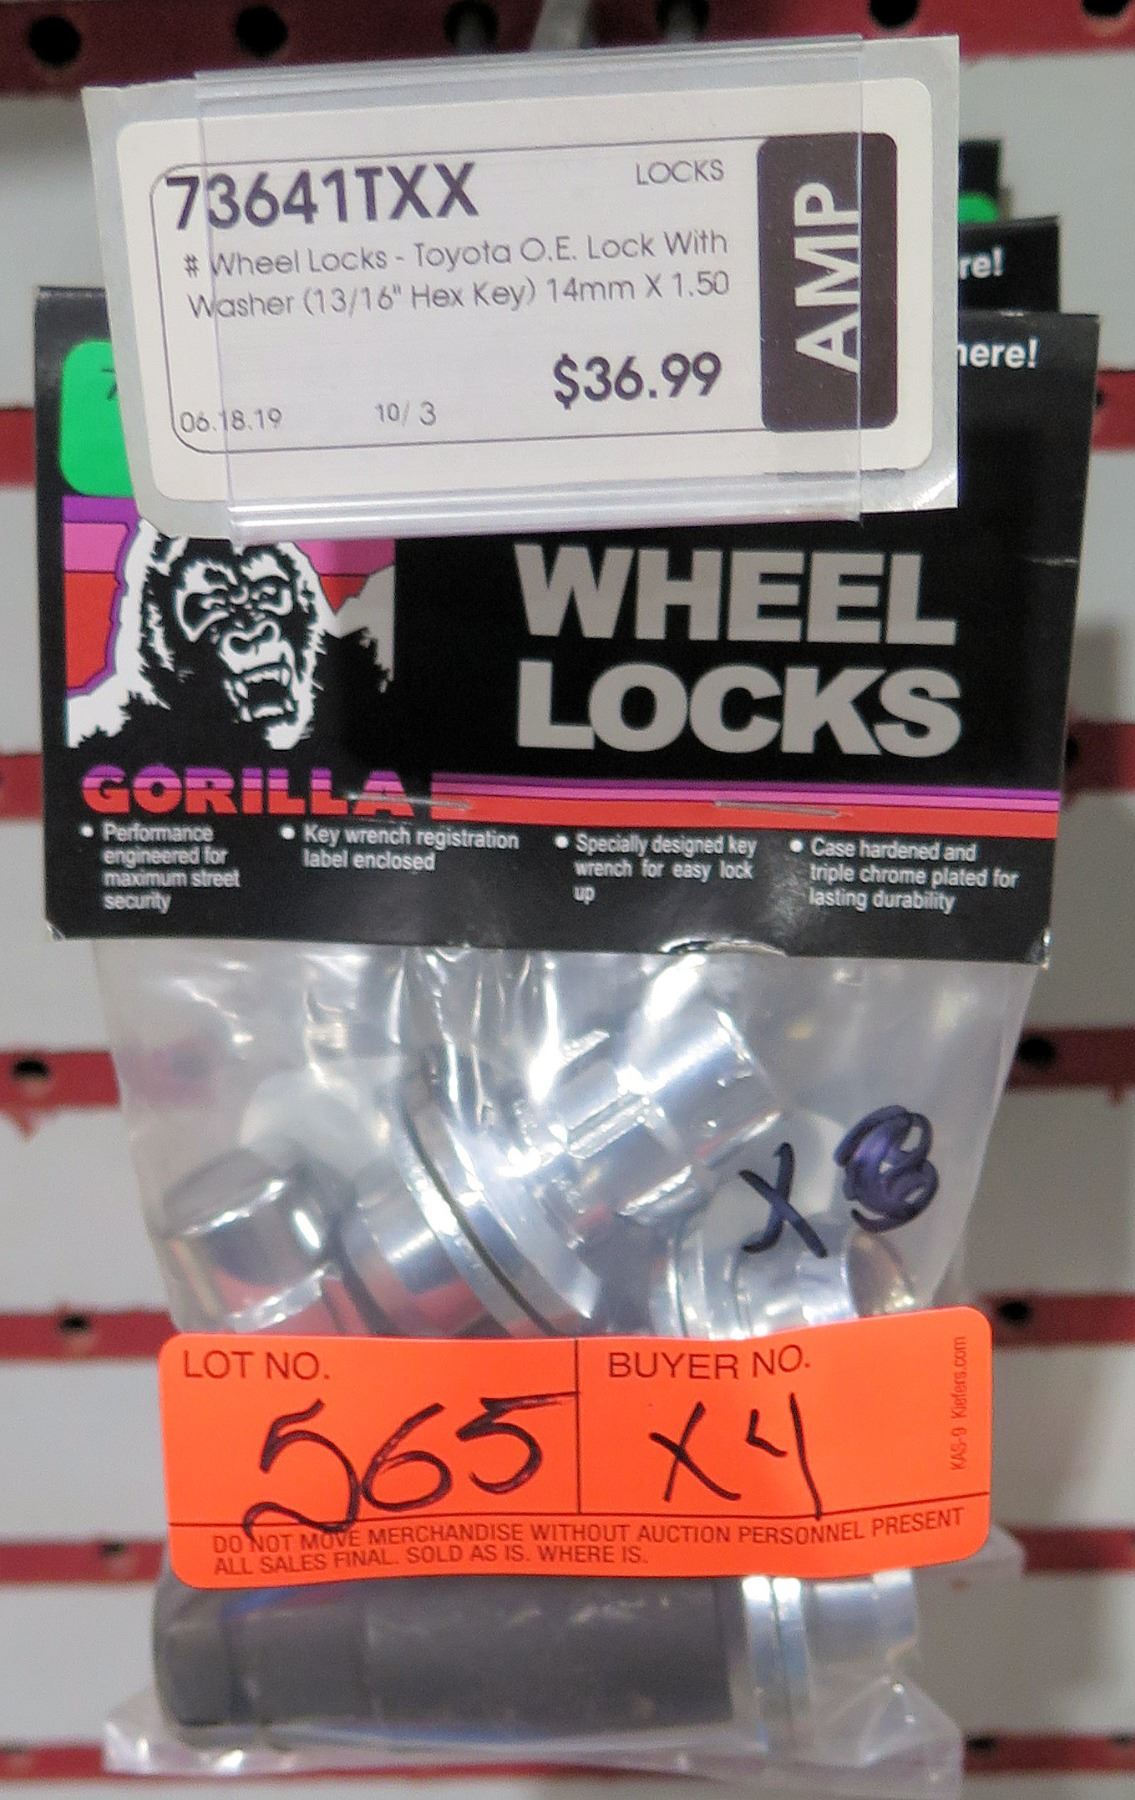 73641TXX LOCKS
# Wheel Locks - Toyota O.E. Lock With
Washer (13/16" Hex Key) 14mm X 1.50
$36.99
06.18.19 10/ 3
AMP
re!
here!
7
WHEEL
LOCKS
GORILLA
• Performance
engineered for
maximum street
security
• Key wrench registration
label enclosed
• Specially designed key
wrench for easy lock
up
• Case hardened and
triple chrome plated for
lasting durability
X
LOT NO.
565
BUYER NO.
X4
KAS-9 Kiefers.com
DO NOT MOVE MERCHANDISE WITHOUT AUCTION PERSONNEL PRESENT
ALL SALES FINAL. SOLD AS IS. WHERE IS.